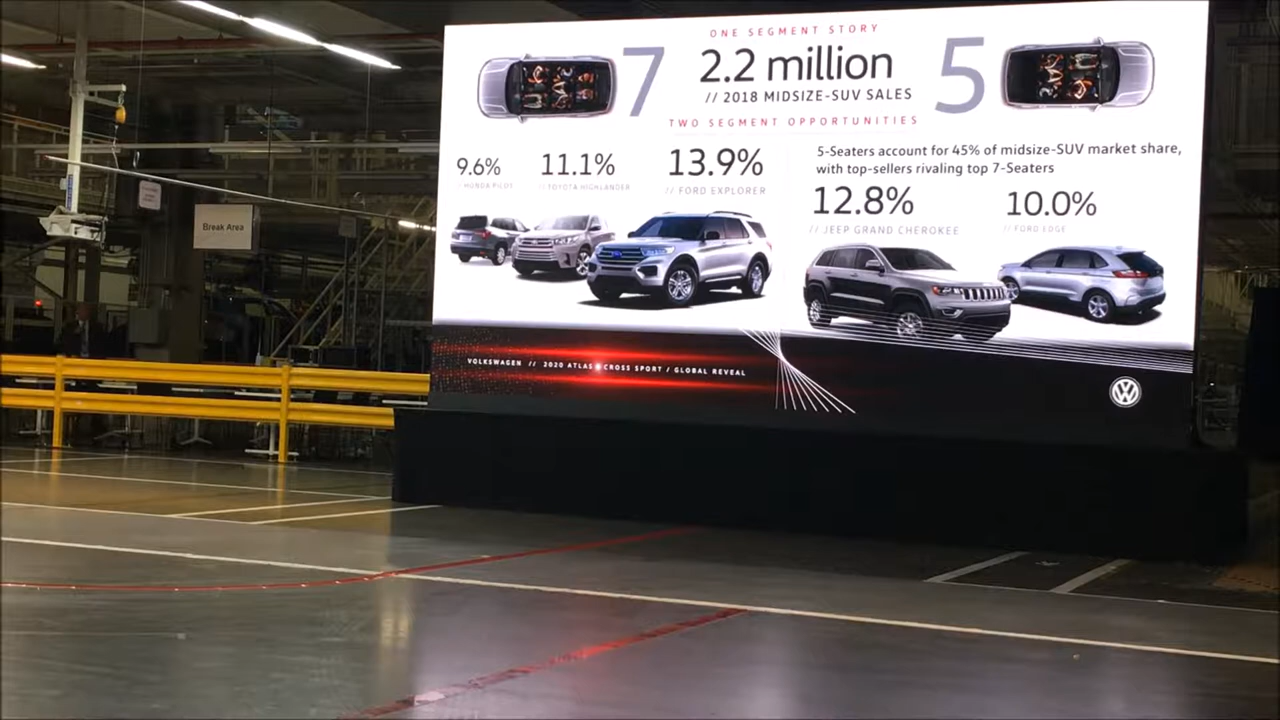 ONE SEGMENT STORY
7
2.2 million
5
// 2018 MIDSIZE-SUV SALES
TWO SEGMENT OPPORTUNITIES
9.6%
// HONDA PILOT
11.1%
// TOYOTA HIGHLANDER
13.9%
// FORD EXPLORER
5-Seaters account for 45% of midsize-SUV market share,
with top-sellers rivaling top 7-Seaters
12.8%
// JEEP GRAND CHEROKEE
10.0%
// FORD EDGE
VOLKSWAGEN // 2020 ATLAS CROSS SPORT / GLOBAL REVEAL
Break Area